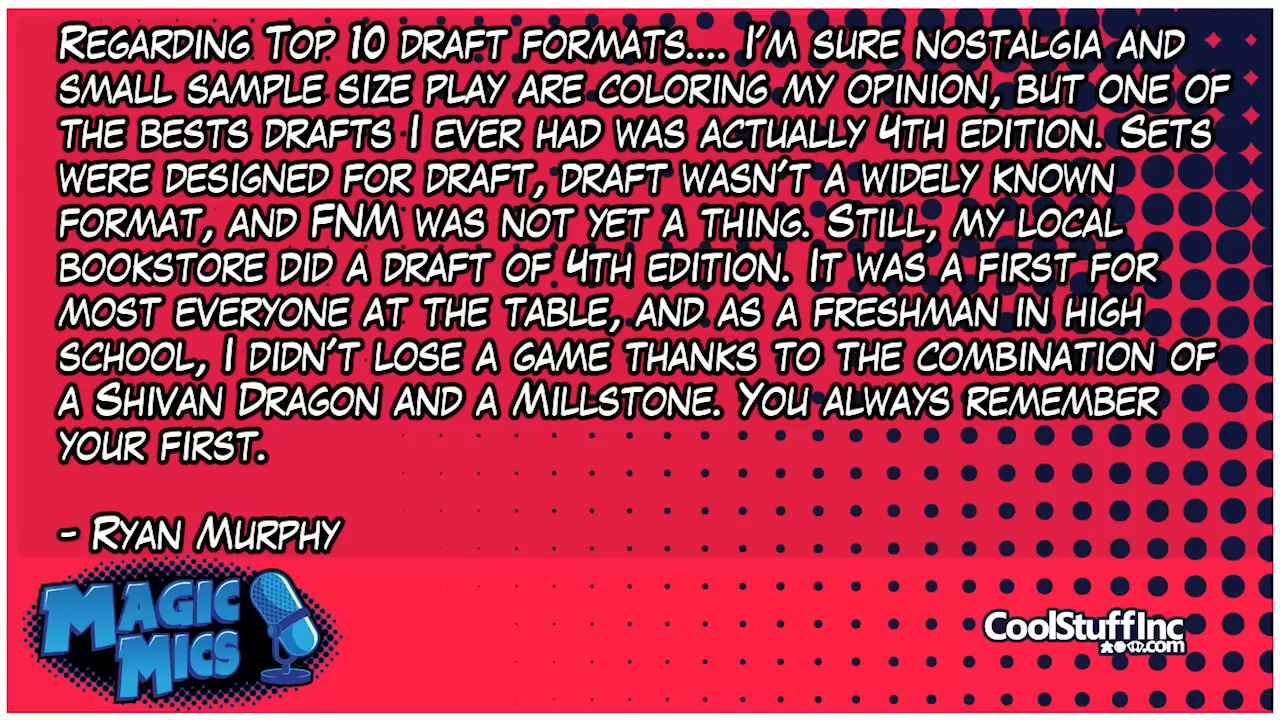 Regarding Top 10 draft formats.... I'm sure nostalgia and
small sample size play are coloring my opinion, but one of
the bests drafts I ever had was actually 4th edition. Sets
were designed for draft, draft wasn't a widely known
format, and FNM was not yet a thing. Still, my local
bookstore did a draft of 4th edition. It was a first for
most everyone at the table, and as a freshman in high
school, I didn't lose a game thanks to the combination of
a Shivan Dragon and a Millstone. You always remember
your first.
- Ryan Murphy
Magic
Mics
CoolStuffInc
.com